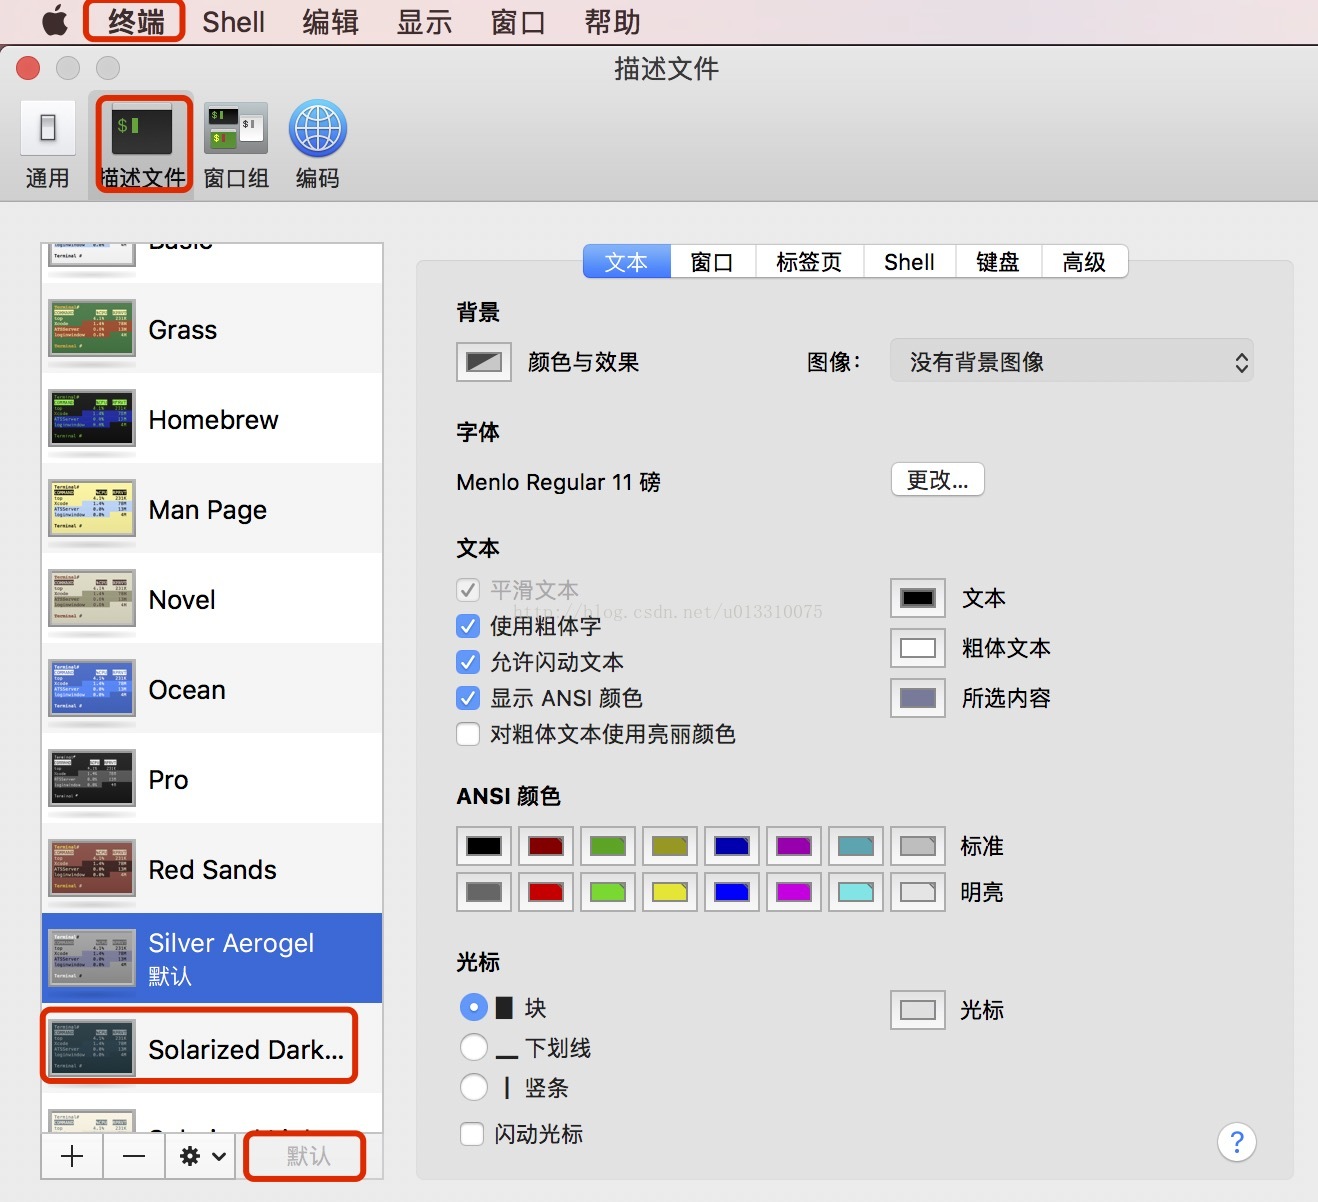 终端 Shell 编辑 显示 窗口 帮助
描述文件
通用 描述文件 窗口组 编码
Basic
Grass
Homebrew
Man Page
Novel
Ocean
Pro
Red Sands
Silver Aerogel
默认
Solarized Dark...
默认
文本 窗口 标签页 Shell 键盘 高级
背景
颜色与效果 图像： 没有背景图像
字体
Menlo Regular 11 磅 更改...
文本
平滑文本 文本
http://blog.csdn.net/u013310075
使用粗体字 粗体文本
允许闪动文本
显示 ANSI 颜色 所选内容
对粗体文本使用亮丽颜色
ANSI 颜色
标准
明亮
光标
块 光标
下划线
竖条
闪动光标
?